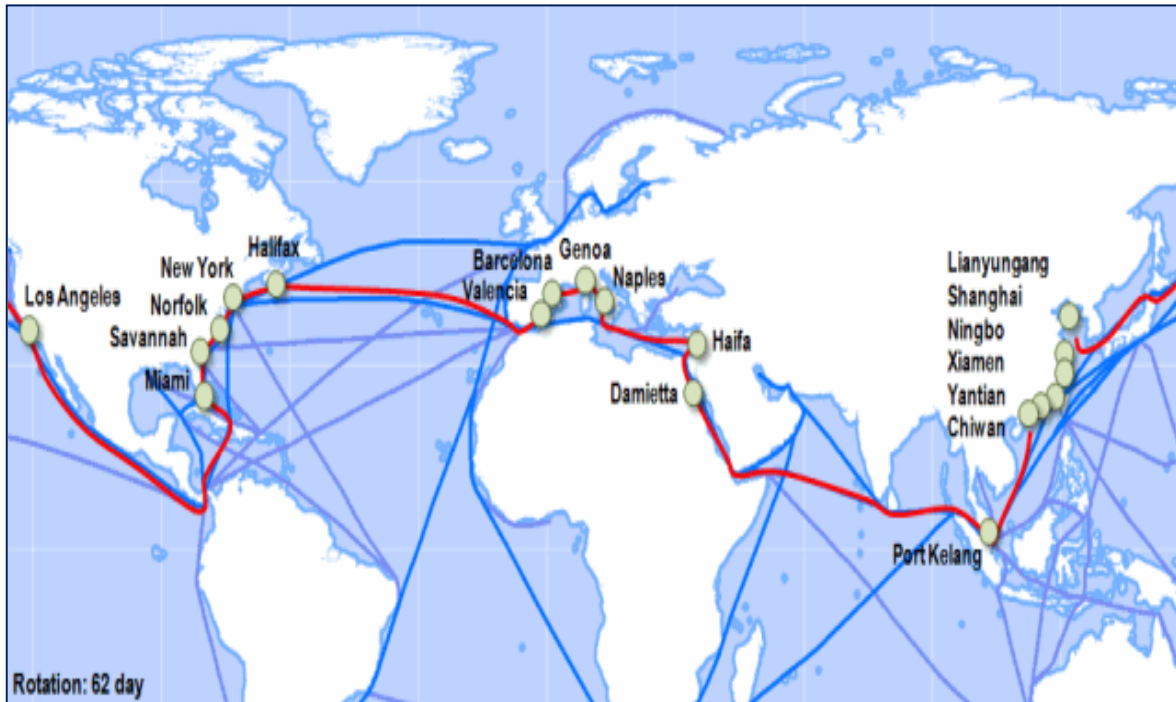 Los Angeles
New York
Halifax
Norfolk
Savannah
Miami
Barcelona
Genoa
Valencia
Naples
Haifa
Damietta
Lianyungang
Shanghai
Ningbo
Xiamen
Yantian
Chiwan
Port Kelang
Rotation: 62 day